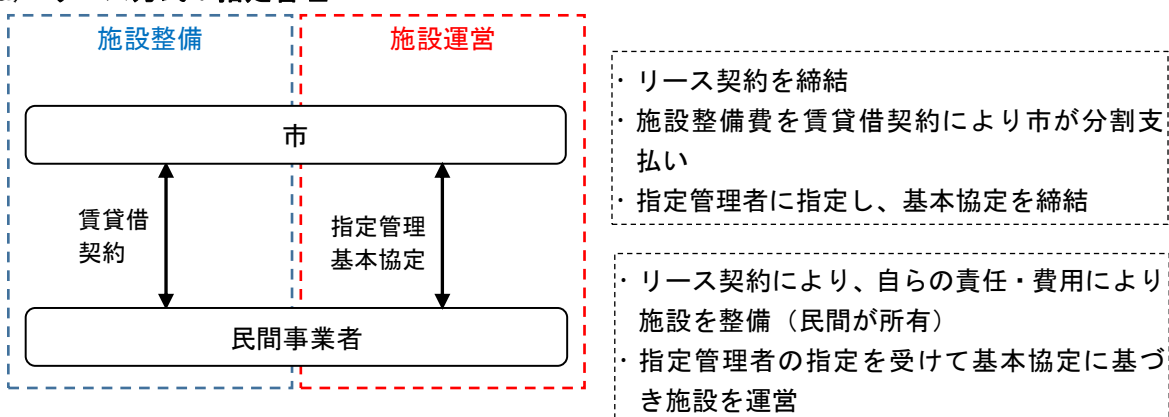 施設整備
施設運営
市
賃貸借
契約
指定管理
基本協定
民間事業者
・リース契約を締結
・施設整備費を賃貸借契約により市が分割支
払い
・指定管理者に指定し、基本協定を締結
・リース契約により、自らの責任・費用により
施設を整備（民間が所有）
・指定管理者の指定を受けて基本協定に基づ
き施設を運営